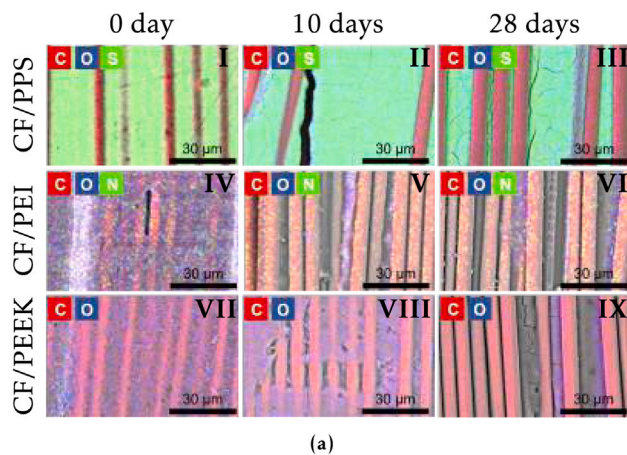 0 day 10 days 28 days
CF/PPS
C O S I
30 µm
C O S II
30 µm
C O S III
30 µm
CF/PEI
C O N IV
30 µm
C O N V
30 µm
C O N VI
30 µm
CF/PEEK
C O VII
30 µm
C O VIII
30 µm
C O IX
30 µm
(a)